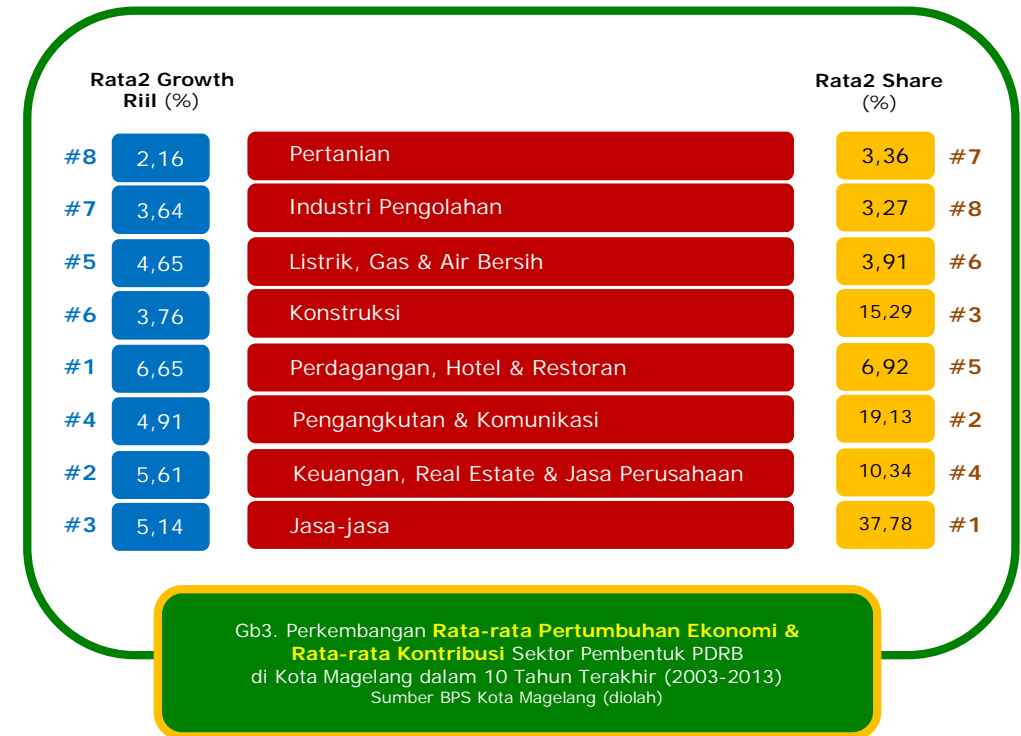 Rata2 Growth
Riil (%)
Rata2 Share
(%)
#8 2,16 Pertanian 3,36 #7
#7 3,64 Industri Pengolahan 3,27 #8
#5 4,65 Listrik, Gas & Air Bersih 3,91 #6
#6 3,76 Konstruksi 15,29 #3
#1 6,65 Perdagangan, Hotel & Restoran 6,92 #5
#4 4,91 Pengangkutan & Komunikasi 19,13 #2
#2 5,61 Keuangan, Real Estate & Jasa Perusahaan 10,34 #4
#3 5,14 Jasa-jasa 37,78 #1
Gb3. Perkembangan Rata-rata Pertumbuhan Ekonomi &
Rata-rata Kontribusi Sektor Pembentuk PDRB
di Kota Magelang dalam 10 Tahun Terakhir (2003-2013)
Sumber BPS Kota Magelang (diolah)